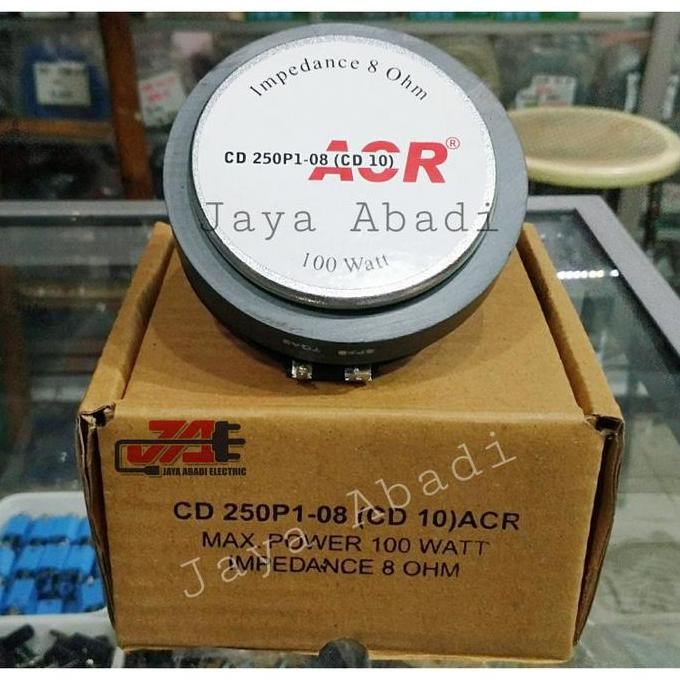 Impedance 8 Ohm
CD 250P1-08 (CD 10) ACR®
Jaya Abadi
100 Watt
JAE
JAYA ABADI ELECTRIC
CD 250P1-08 (CD 10)ACR
MAX. POWER 100 WATT
IMPEDANCE 8 OHM
Jaya Abadi